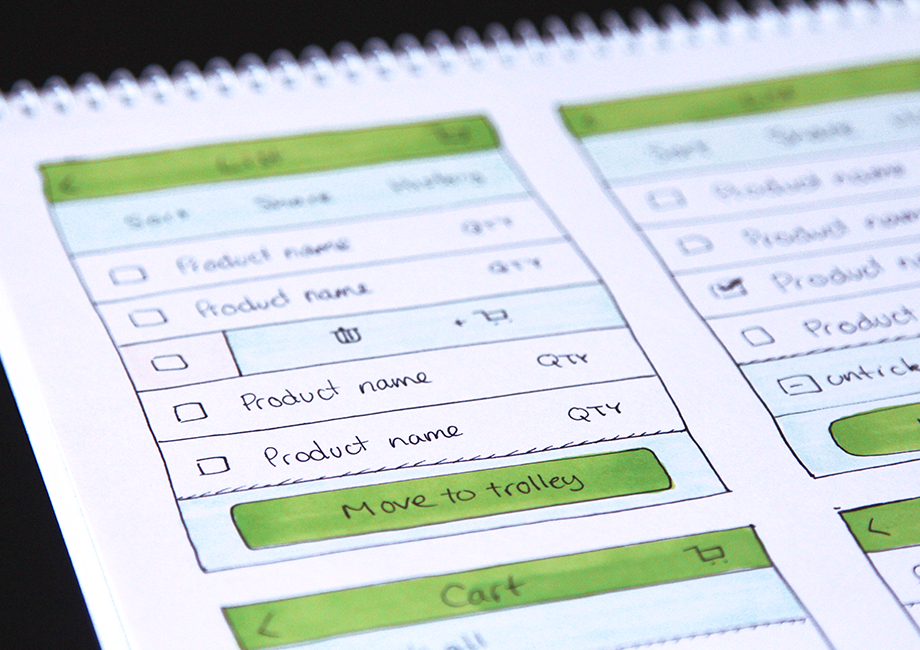 List
Sort Share History
Product name QTY
Product name QTY
+
Product name QTY
Product name QTY
Move to trolley
Cart
Sort Share
Product name
Product name
Product
Product
untick